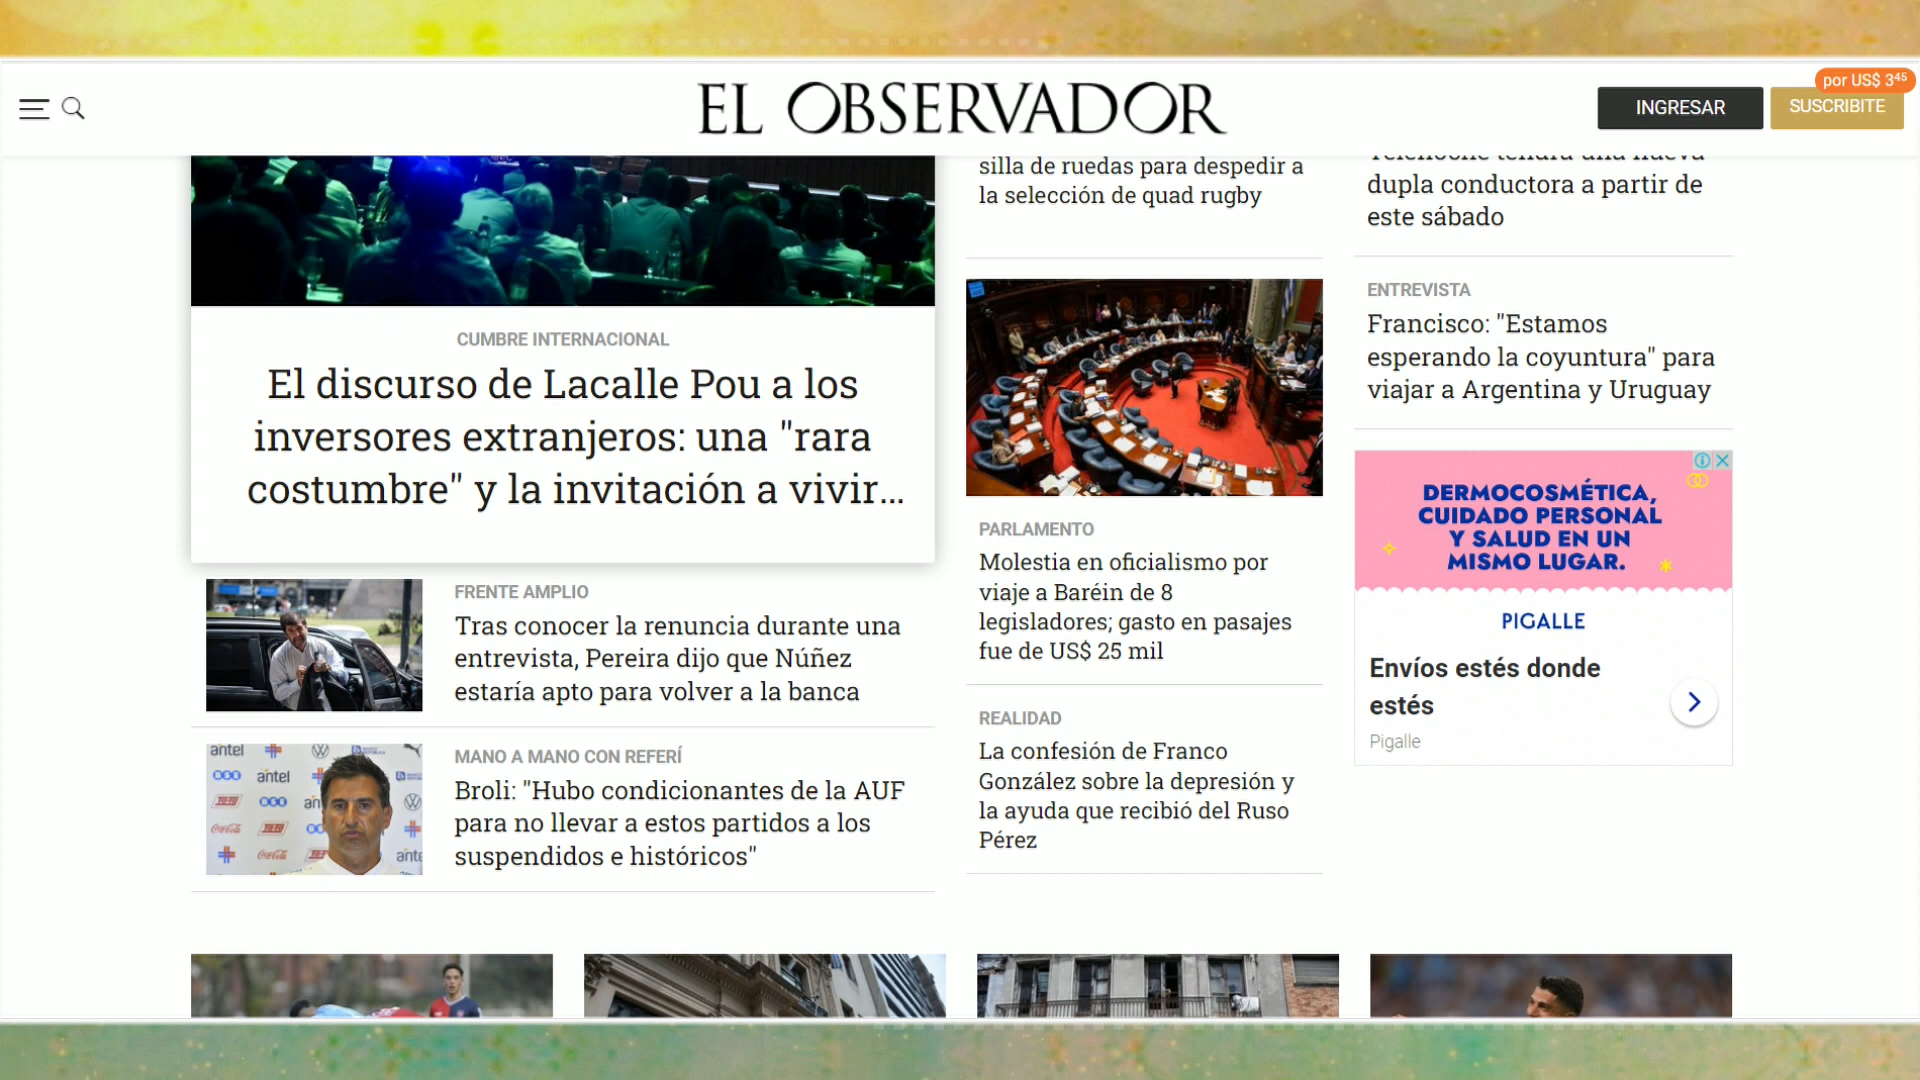 EL OBSERVADOR
INGRESAR
por US$ 3⁴⁵
SUSCRIBITE
CUMBRE INTERNACIONAL
El discurso de Lacalle Pou a los
inversores extranjeros: una "rara
costumbre" y la invitación a vivir...
FRENTE AMPLIO
Tras conocer la renuncia durante una
entrevista, Pereira dijo que Núñez
estaría apto para volver a la banca
antel
antel
Coca-Cola
Coca-Cola
MANO A MANO CON REFERÍ
Broli: "Hubo condicionantes de la AUF
para no llevar a estos partidos a los
suspendidos e históricos"
silla de ruedas para despedir a
la selección de quad rugby
PARLAMENTO
Molestia en oficialismo por
viaje a Baréin de 8
legisladores; gasto en pasajes
fue de US$ 25 mil
REALIDAD
La confesión de Franco
González sobre la depresión y
la ayuda que recibió del Ruso
Pérez
dupla conductora a partir de
este sábado
ENTREVISTA
Francisco: "Estamos
esperando la coyuntura" para
viajar a Argentina y Uruguay
DERMOCOSMÉTICA,
CUIDADO PERSONAL
Y SALUD EN UN
MISMO LUGAR.
PIGALLE
Envíos estés donde
estés
Pigalle